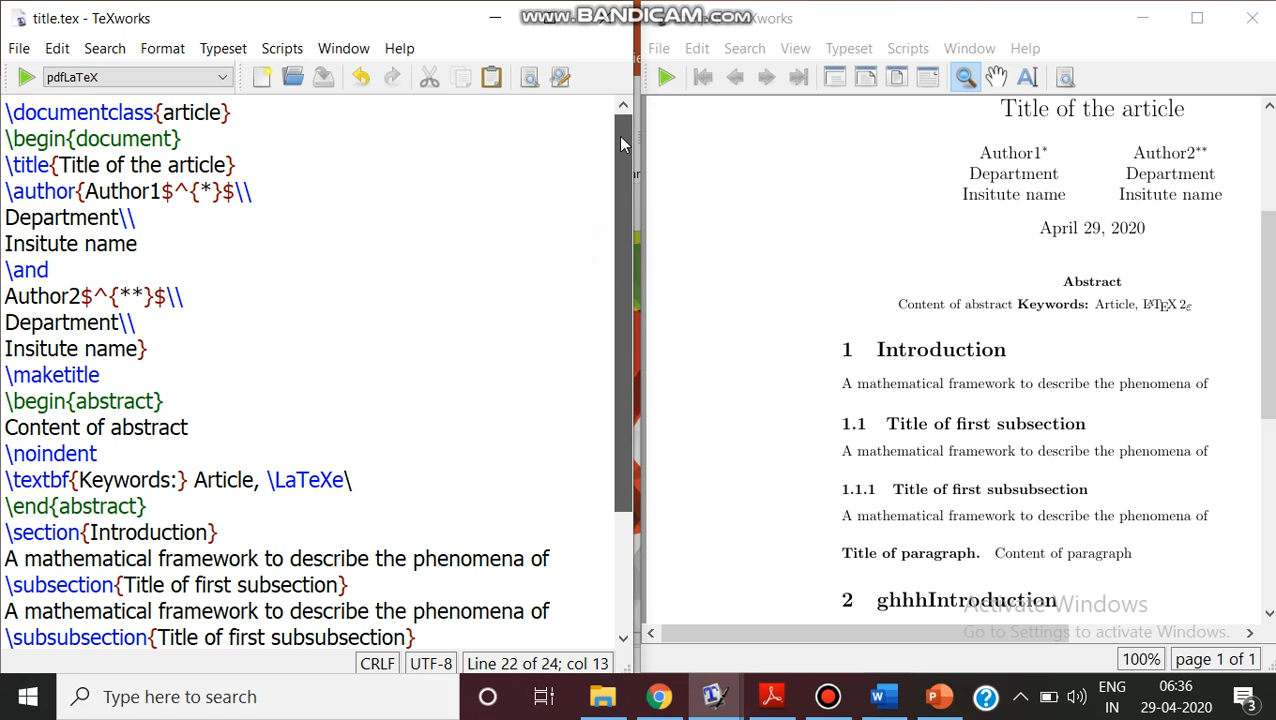 title.tex - TeXworks
www.BANDICAM.com
File Edit Search Format Typeset Scripts Window Help
pdfLaTeX
\documentclass{article}
\begin{document}
\title{Title of the article}
\author{Author1$^{*}$\\
Department\\
Insitute name
\and
Author2$^{**}$\\
Department\\
Insitute name}
\maketitle
\begin{abstract}
Content of abstract
\noindent
\textbf{Keywords:} Article, \LaTeXe\
\end{abstract}
\section{Introduction}
A mathematical framework to describe the phenomena of
\subsection{Title of first subsection}
A mathematical framework to describe the phenomena of
\subsubsection{Title of first subsubsection}
CRLF UTF-8 Line 22 of 24; col 13
TeXworks
File Edit Search View Typeset Scripts Window Help
Title of the article
Author1* Author2**
Department Department
Insitute name Insitute name
April 29, 2020
Abstract
Content of abstract Keywords: Article, LATEX 2ε
1 Introduction
A mathematical framework to describe the phenomena of
1.1 Title of first subsection
A mathematical framework to describe the phenomena of
1.1.1 Title of first subsubsection
A mathematical framework to describe the phenomena of
Title of paragraph. Content of paragraph
2 ghhhIntroduction
Activate Windows
Go to Settings to activate Windows.
100% page 1 of 1
Type here to search
ENG 06:36
IN 29-04-2020
3